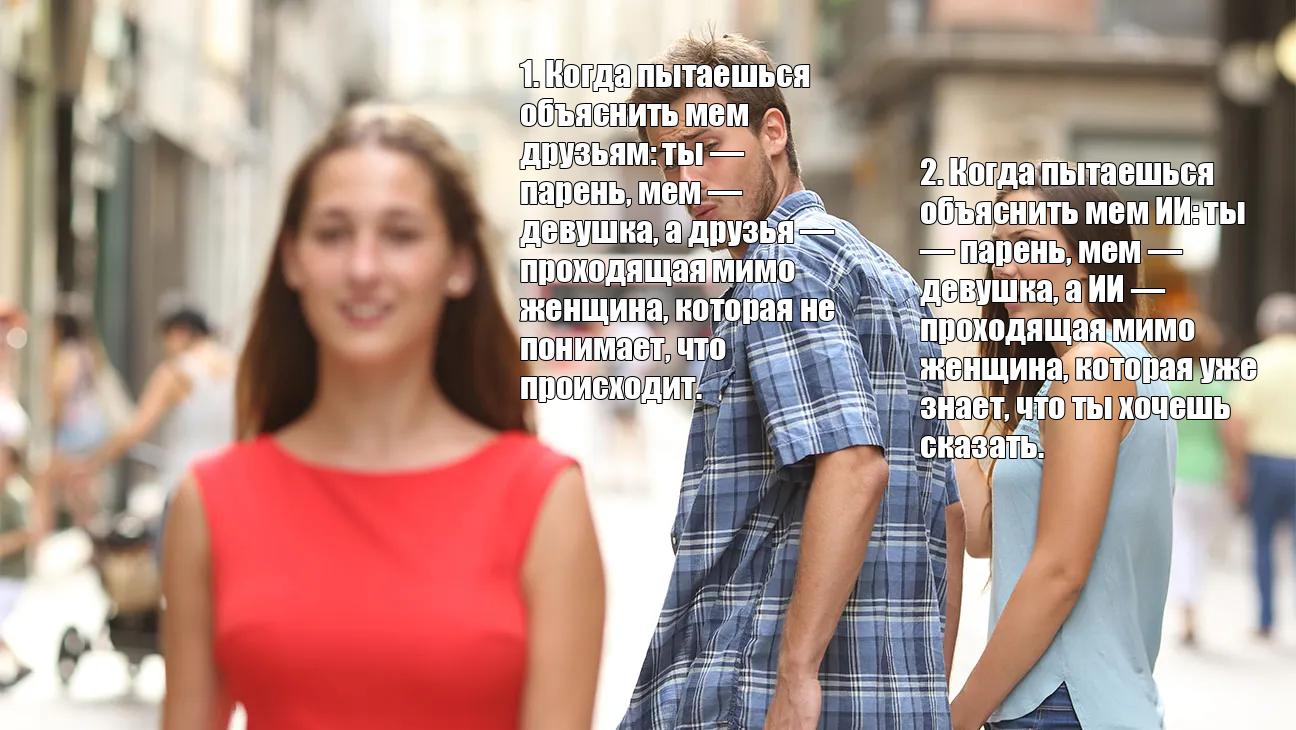 1. Когда пытаешься
объяснить мем
друзьям: ты —
парень, мем —
девушка, а друзья —
проходящая мимо
женщина, которая не
понимает, что
происходит.
2. Когда пытаешься
объяснить мем ИИ: ты
— парень, мем —
девушка, а ИИ —
проходящая мимо
женщина, которая уже
знает, что ты хочешь
сказать.